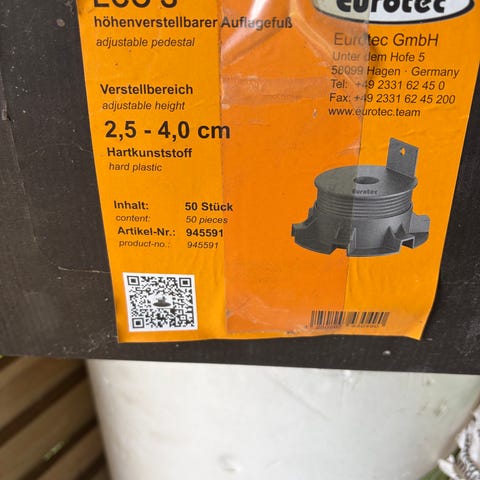 ECO S
höhenverstellbarer Auflagefuß
adjustable pedestal
Verstellbereich
adjustable height
2,5 - 4,0 cm
Hartkunststoff
hard plastic
Inhalt: 50 Stück
content: 50 pieces
Artikel-Nr.: 945591
product-no.: 945591
Eurotec
Eurotec GmbH
Unter dem Hofe 5
58099 Hagen · Germany
Tel: +49 2331 62 45 0
Fax: +49 2331 62 45 200
www.eurotec.team
Eurotec